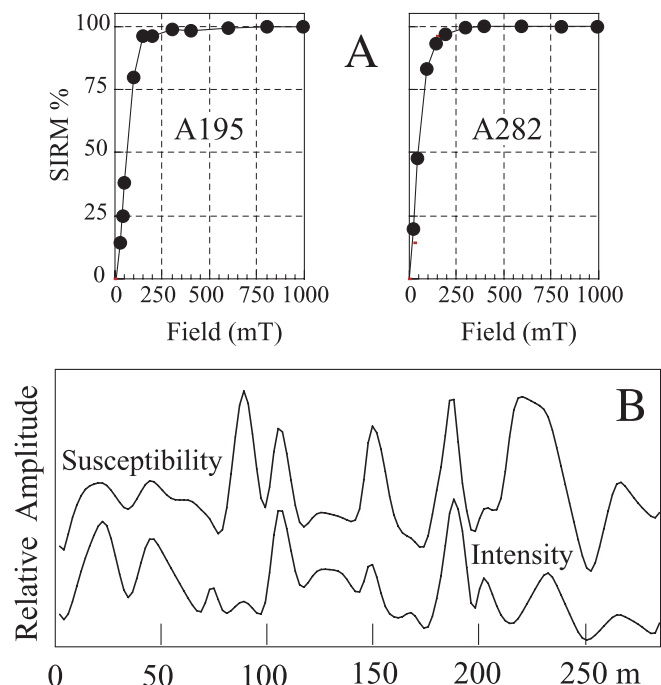 100
75
50
25
0
SIRM %
A195
0 250 500 750 1000
Field (mT)
A
A282
0 250 500 750 1000
Field (mT)
B
Relative Amplitude
Susceptibility
Intensity
0 50 100 150 200 250 m